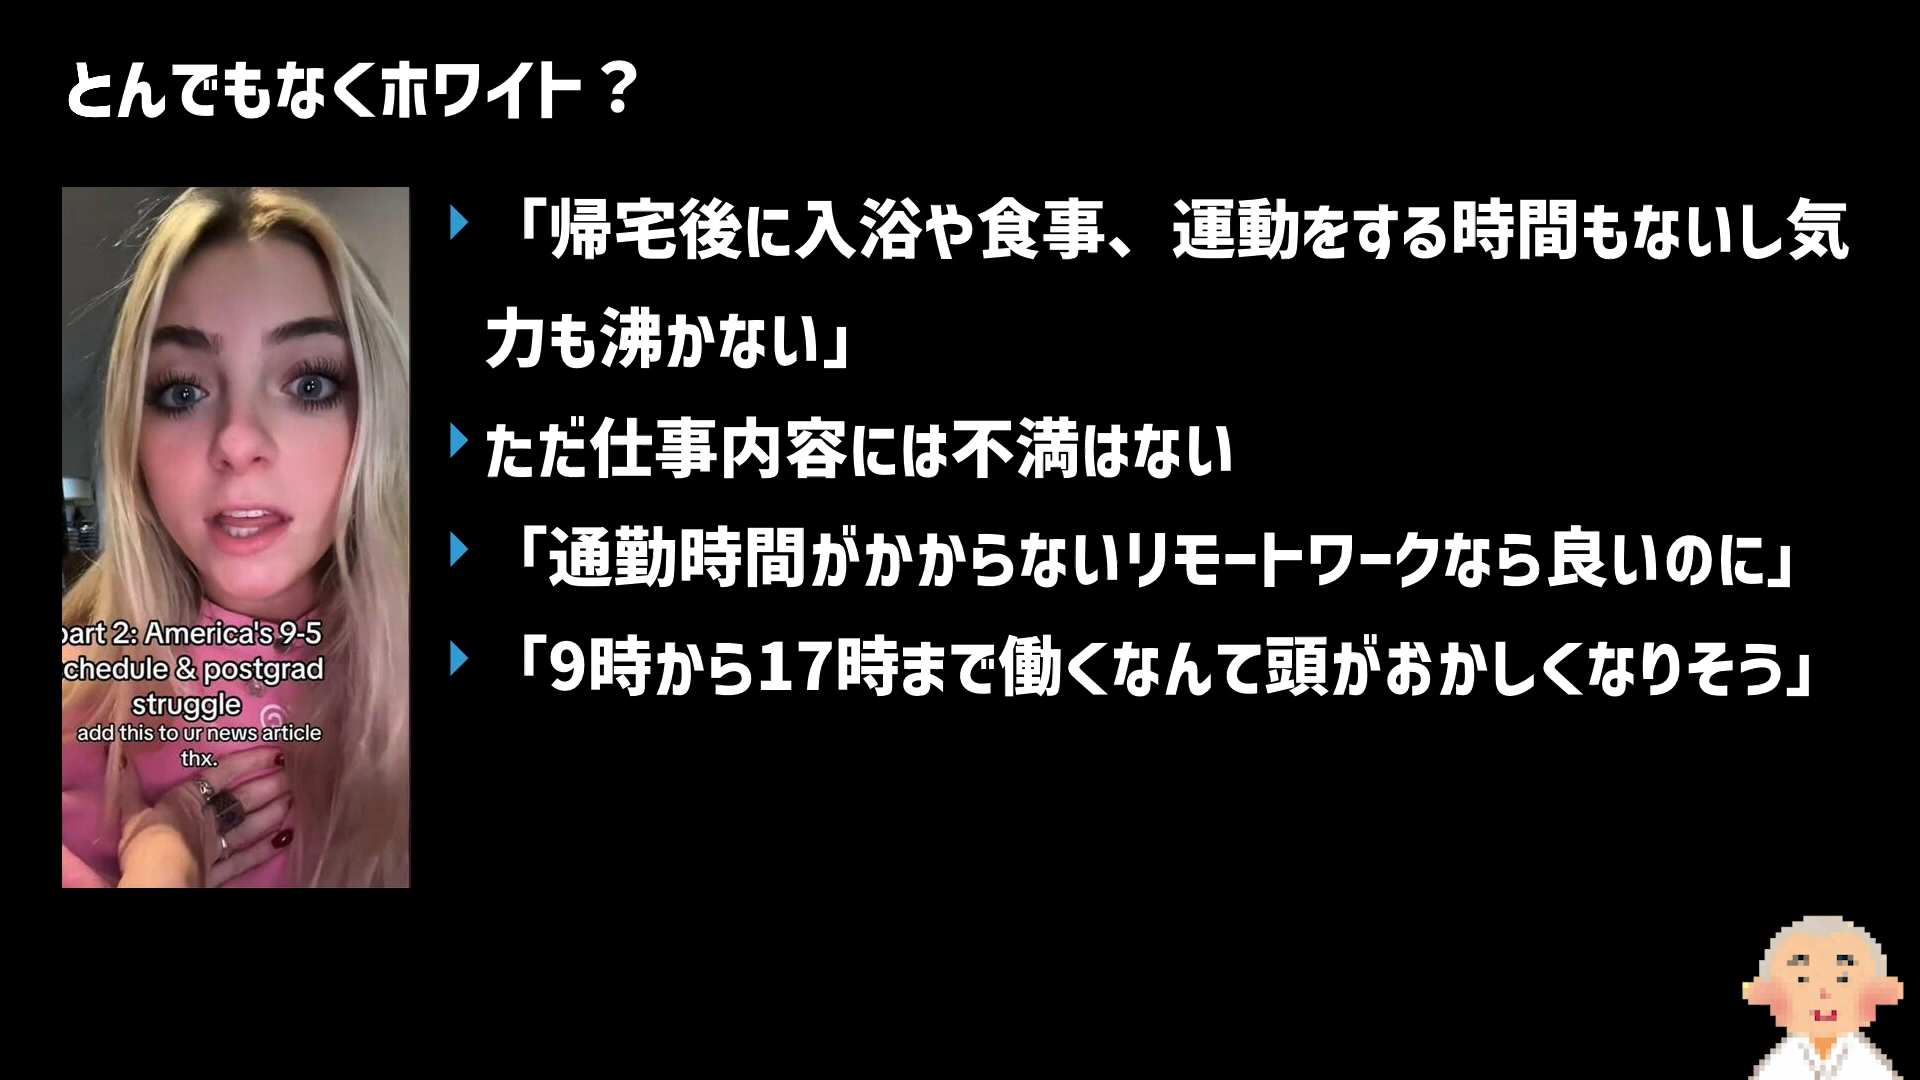 とんでもなくホワイト？
「帰宅後に入浴や食事、運動をする時間もないし気
力も沸かない」
ただ仕事内容には不満はない
「通勤時間がかからないリモートワークなら良いのに」
「9時から17時まで働くなんて頭がおかしくなりそう」
part 2: America's 9-5
chedule & postgrad
struggle
add this to ur news article
thx.